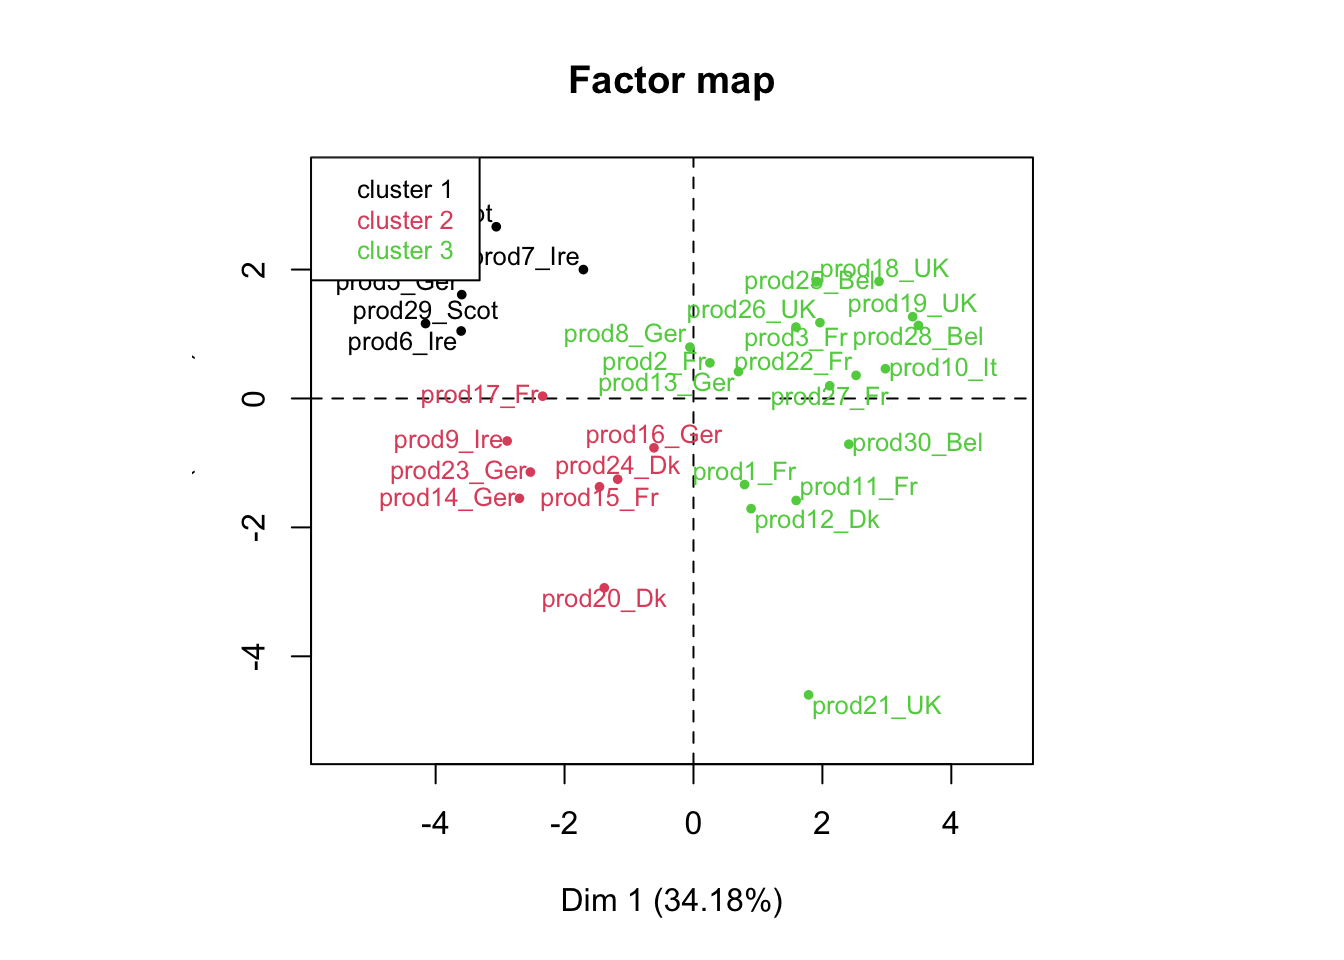 Factor map
cluster 1
cluster 2
cluster 3
prod7_Ire
prod5_Ger
prod29_Scot
prod6_Ire
prod18_UK
prod25_Bel
prod19_UK
prod26_UK
prod28_Bel
prod3_Fr
prod8_Ger
prod2_Fr
prod22_Fr
prod10_It
prod13_Ger
prod27_Fr
prod17_Fr
prod16_Ger
prod9_Ire
prod30_Bel
prod24_Dk
prod23_Ger
prod1_Fr
prod14_Ger
prod15_Fr
prod11_Fr
prod12_Dk
prod20_Dk
prod21_UK
2
0
-2
-4
-4 -2 0 2 4
Dim 1 (34.18%)